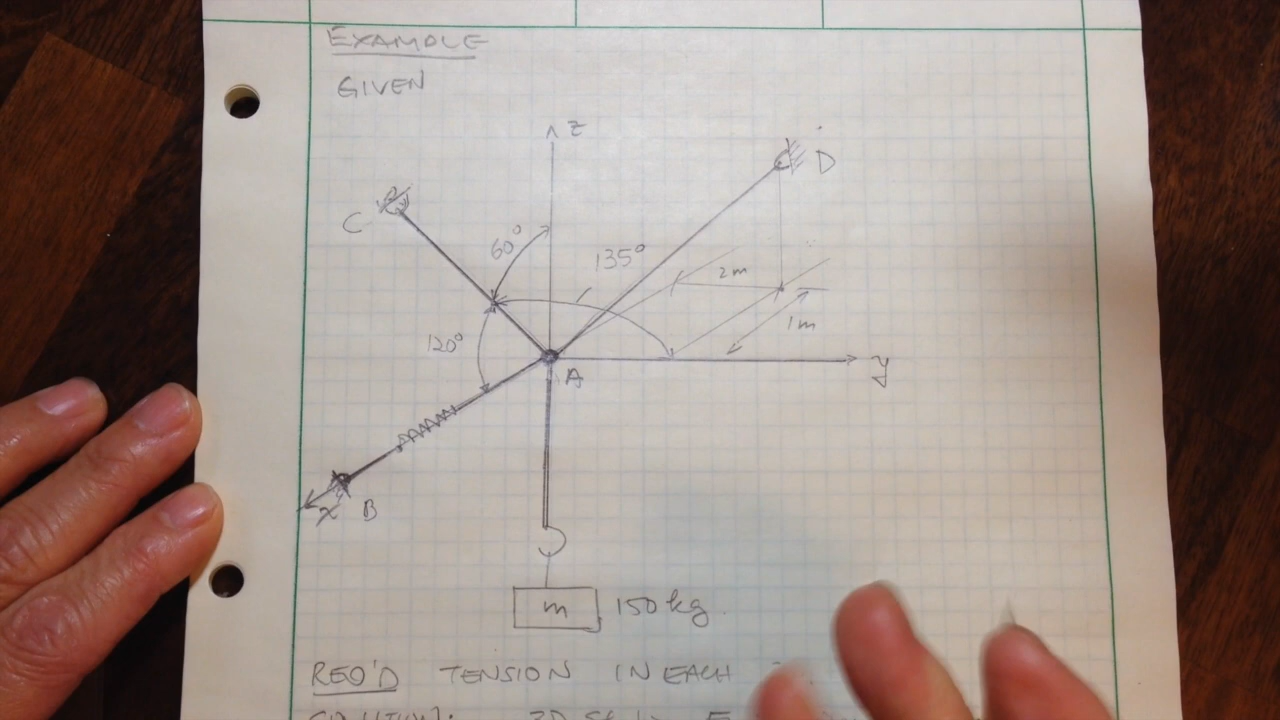 EXAMPLE
GIVEN
z
D
C
60°
135°
2m
1m
120°
A
y
x B
m 150 kg
REQ'D TENSION IN EACH